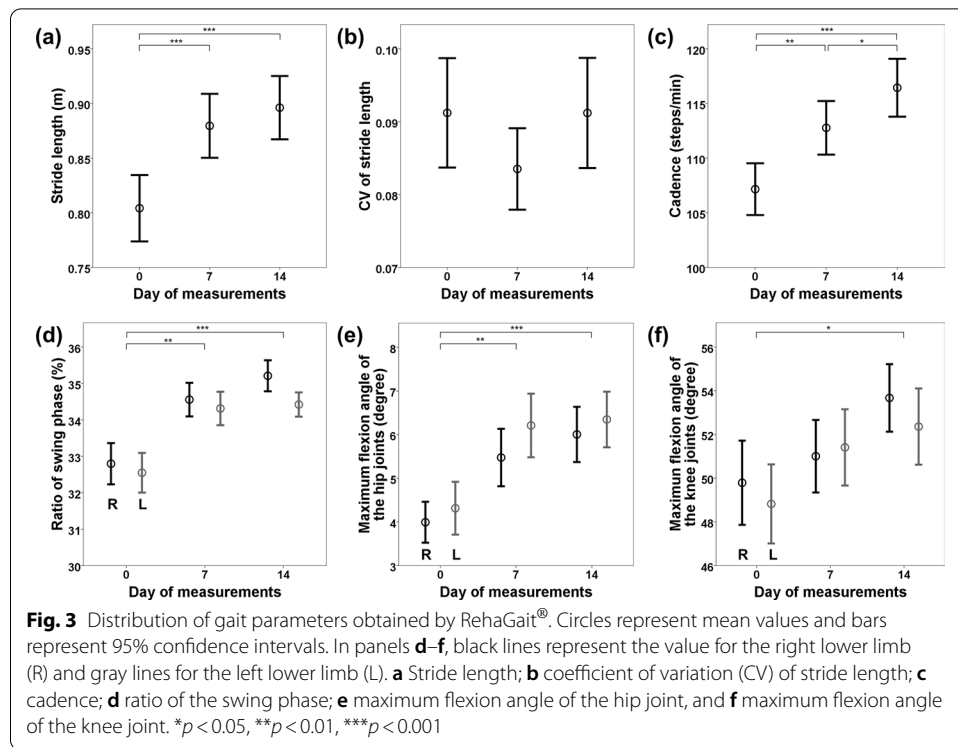 (a)
***
***
0.95
0.90
0.85
0.80
0.75
Stride length (m)
0
7
14
Day of measurements
(b)
0.10
0.09
0.08
0.07
CV of stride length
0
7
14
Day of measurements
(c)
***
**
*
120
115
110
105
100
Cadence (steps/min)
0
7
14
Day of measurements
(d)
***
**
36
35
34
33
32
31
30
Ratio of swing phase (%)
R
L
0
7
14
Day of measurements
(e)
***
**
8
7
6
5
4
3
Maximum flexion angle of
the hip joints (degree)
R
L
0
7
14
Day of measurements
(f)
*
56
54
52
50
48
46
Maximun flexion angle of
the knee joints (degree)
R
L
0
7
14
Day of measurements
Fig. 3 Distribution of gait parameters obtained by RehaGait®. Circles represent mean values and bars
represent 95% confidence intervals. In panels d–f, black lines represent the value for the right lower limb
(R) and gray lines for the left lower limb (L). a Stride length; b coefficient of variation (CV) of stride length; c
cadence; d ratio of the swing phase; e maximum flexion angle of the hip joint, and f maximum flexion angle
of the knee joint. *p < 0.05, **p < 0.01, ***p < 0.001